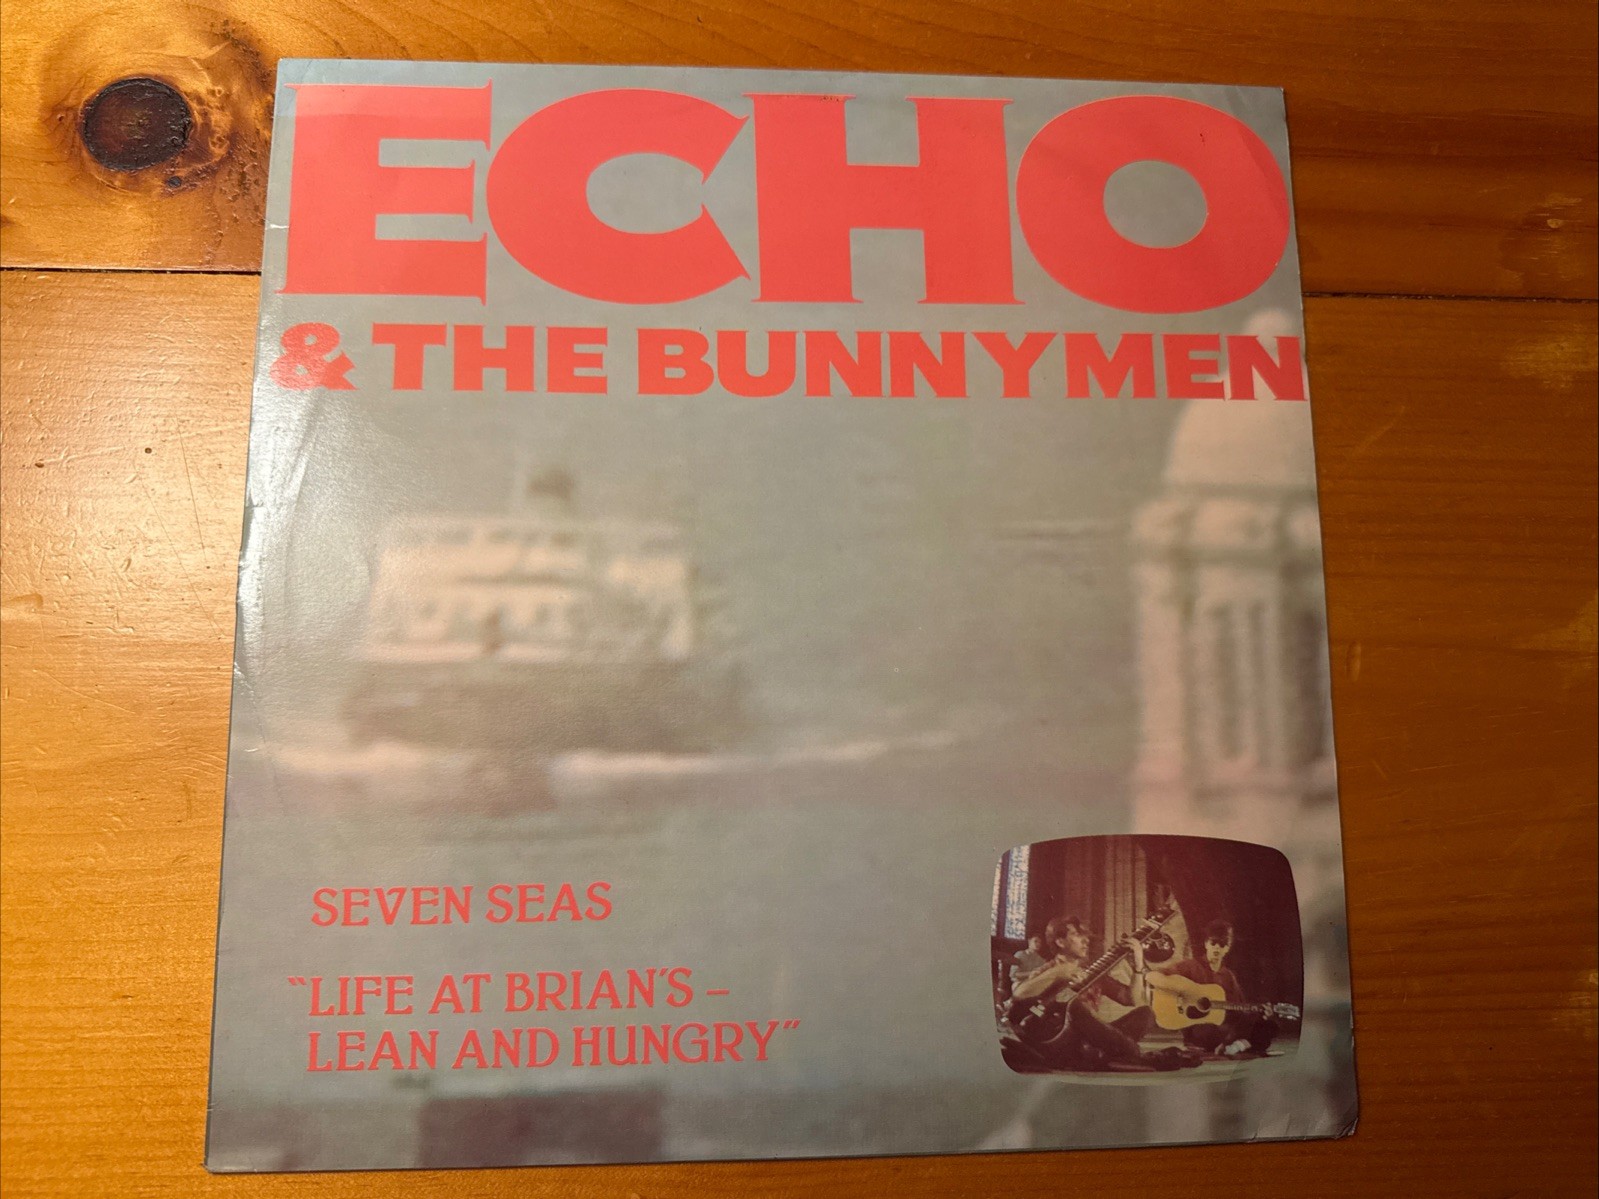 ECHO
& THE BUNNYMEN
SEVEN SEAS
"LIFE AT BRIAN'S –
LEAN AND HUNGRY"